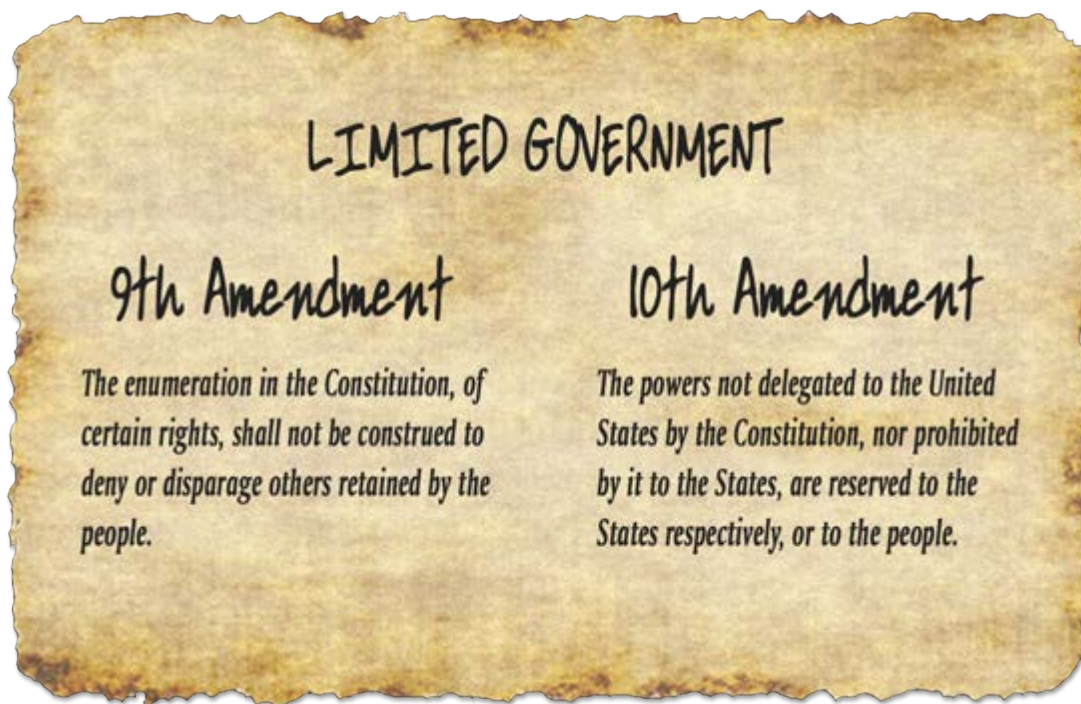 LIMITED GOVERNMENT
9th Amendment
The enumeration in the Constitution, of
certain rights, shall not be construed to
deny or disparage others retained by the
people.
10th Amendment
The powers not delegated to the United
States by the Constitution, nor prohibited
by it to the States, are reserved to the
States respectively, or to the people.